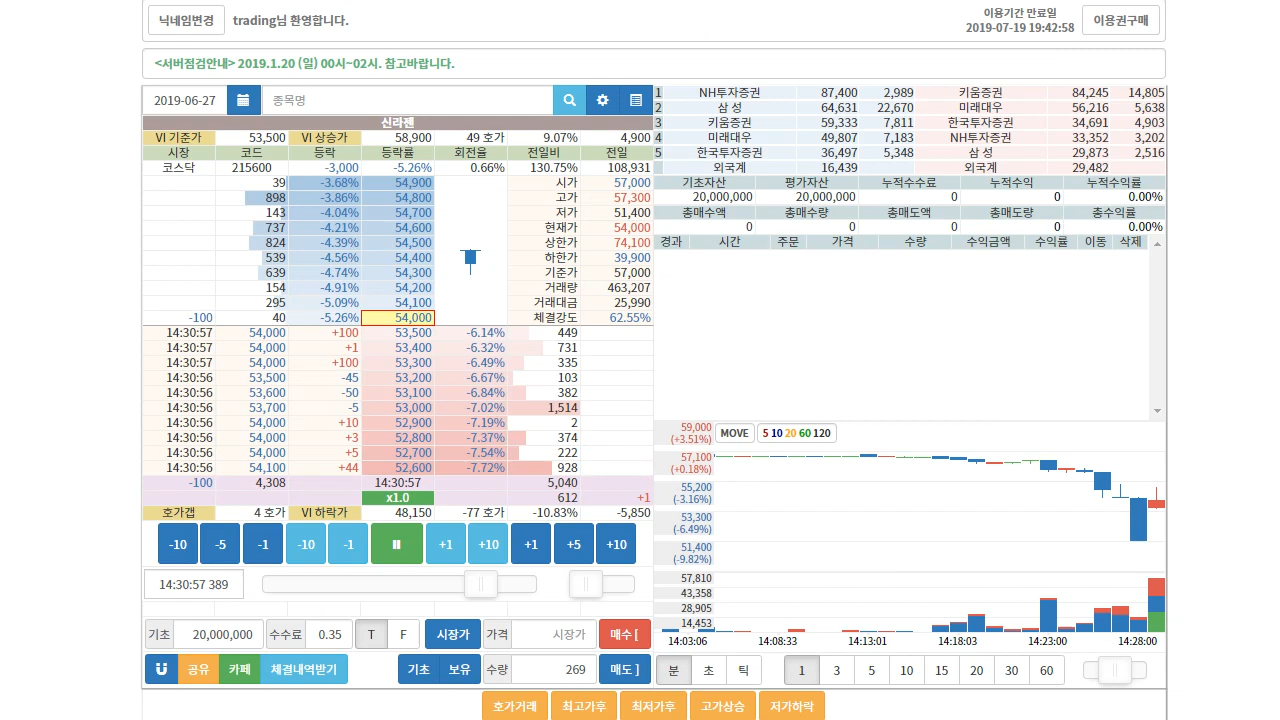 닉네임변경 trading님 환영합니다. 이용기간 만료일 2019-07-19 19:42:58 이용권구매
<서버점검안내> 2019.1.20 (일) 00시~02시. 참고바랍니다.
2019-06-27 종목명
신라젠
VI 기준가 53,500 VI 상승가 58,900 49 호가 9.07% 4,900
시장 코드 등락 등락률 회전율 전일비 전일
코스닥 215600 -3,000 -5.26% 0.66% 130.75% 108,931
39 -3.68% 54,900 시가 57,000
898 -3.86% 54,800 고가 57,300
143 -4.04% 54,700 저가 51,400
737 -4.21% 54,600 현재가 54,000
824 -4.39% 54,500 상한가 74,100
539 -4.56% 54,400 하한가 39,900
639 -4.74% 54,300 기준가 57,000
154 -4.91% 54,200 거래량 463,207
295 -5.09% 54,100 거래대금 25,990
-100 40 -5.26% 54,000 체결강도 62.55%
14:30:57 54,000 +100 53,500 -6.14% 449
14:30:57 54,000 +1 53,400 -6.32% 731
14:30:57 54,000 +100 53,300 -6.49% 335
14:30:56 53,500 -45 53,200 -6.67% 103
14:30:56 53,600 -50 53,100 -6.84% 382
14:30:56 53,700 -5 53,000 -7.02% 1,514
14:30:56 54,000 +10 52,900 -7.19% 2
14:30:56 54,000 +3 52,800 -7.37% 374
14:30:56 54,000 +5 52,700 -7.54% 222
14:30:56 54,100 +44 52,600 -7.72% 928
-100 4,308 14:30:57 5,040
x1.0 612 +1
호가갭 4 호가 VI 하락가 48,150 -77 호가 -10.83% -5,850
-10 -5 -1 -10 -1 +1 +10 +1 +5 +10
14:30:57 389
기초 20,000,000 수수료 0.35 T F 시장가 가격 시장가 매수 [
공유 카페 체결내역받기 기초 보유 수량 269 매도 ]
1 NH투자증권 87,400 2,989 키움증권 84,245 14,805
2 삼 성 64,631 22,670 미래대우 56,216 5,638
3 키움증권 59,333 7,811 한국투자증권 34,691 4,903
4 미래대우 49,807 7,183 NH투자증권 33,352 3,202
5 한국투자증권 36,497 5,348 삼 성 29,873 2,516
외국계 16,439 외국계 29,482
기초자산 평가자산 누적수수료 누적수익 누적수익률
20,000,000 20,000,000 0 0 0.00%
총매수액 총매수량 총매도액 총매도량 총수익률
0 0 0 0 0.00%
경과 시간 주문 가격 수량 수익금액 수익률 이동 삭제
59,000
(+3.51%)
MOVE 5 10 20 60 120
57,100
(+0.18%)
55,200
(-3.16%)
53,300
(-6.49%)
51,400
(-9.82%)
57,810
43,358
28,905
14,453
14:03:06 14:08:33 14:13:01 14:18:03 14:23:00 14:28:00
분 초 틱 1 3 5 10 15 20 30 60
호가거래 최고가후 최저가후 고가상승 저가하락